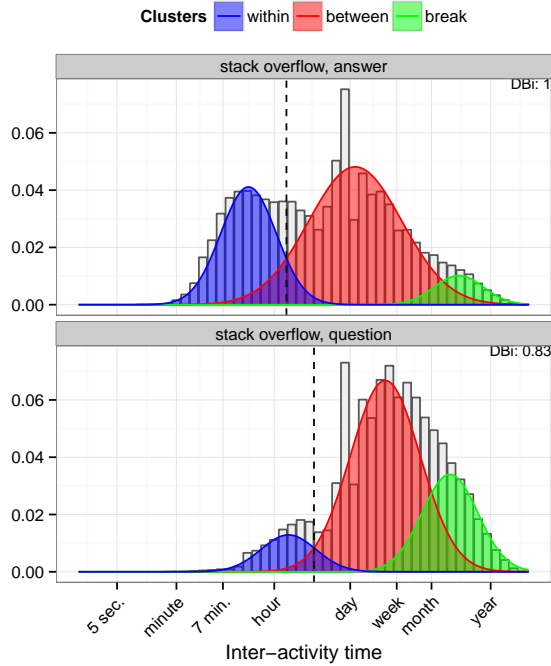 Clusters within between break
stack overflow, answer
DBi: 1
0.06
0.04
0.02
0.00
stack overflow, question
DBi: 0.83
0.06
0.04
0.02
0.00
5 sec. minute 7 min. hour day week month year
Inter−activity time